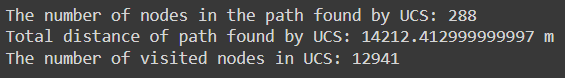 The number of nodes in the path found by UCS: 288
Total distance of path found by UCS: 14212.412999999997 m
The number of visited nodes in UCS: 12941